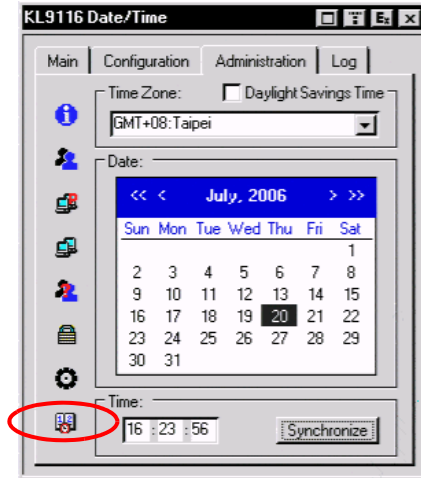 KL9116 Date/Time
Main Configuration Administration Log
Time Zone: Daylight Savings Time
GMT+08:Taipei
Date:
<< < July, 2006 > >>
Sun Mon Tue Wed Thu Fri Sat
1
2 3 4 5 6 7 8
9 10 11 12 13 14 15
16 17 18 19 20 21 22
23 24 25 26 27 28 29
30 31
Time:
16 : 23 : 56 Synchronize